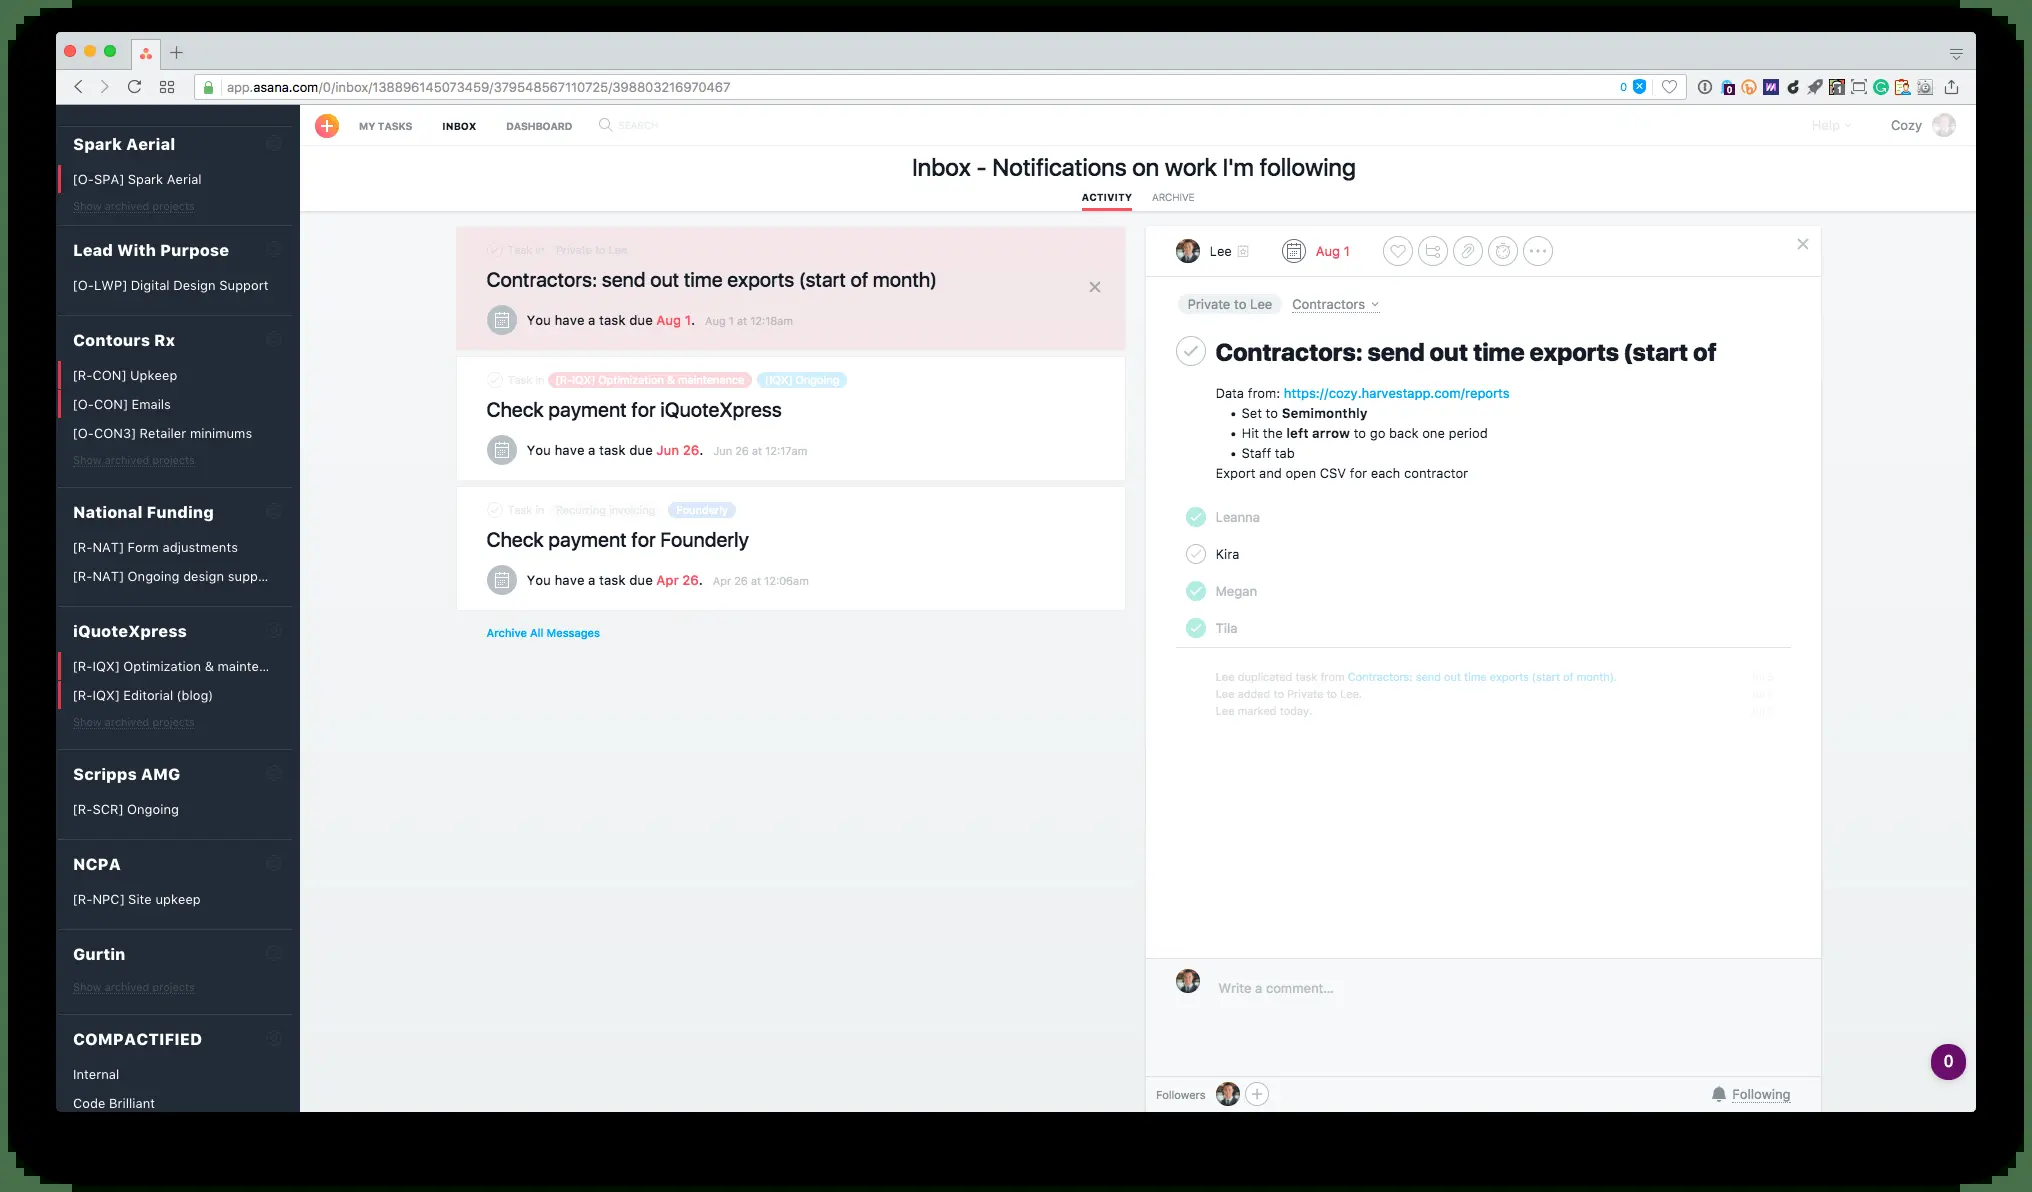 app.asana.com/0/inbox/138896145073459/379548567110725/398803216970467
0
Spark Aerial
[O-SPA] Spark Aerial
Show archived projects
Lead With Purpose
[O-LWP] Digital Design Support
Contours Rx
[R-CON] Upkeep
[O-CON] Emails
[O-CON3] Retailer minimums
Show archived projects
National Funding
[R-NAT] Form adjustments
[R-NAT] Ongoing design supp...
iQuoteXpress
[R-IQX] Optimization & mainte...
[R-IQX] Editorial (blog)
Show archived projects
Scripps AMG
[R-SCR] Ongoing
NCPA
[R-NPC] Site upkeep
Gurtin
Show archived projects
COMPACTIFIED
Internal
Code Brilliant
MY TASKS
INBOX
DASHBOARD
SEARCH
Help
Cozy
Inbox - Notifications on work I'm following
ACTIVITY
ARCHIVE
Task in Private to Lee
Contractors: send out time exports (start of month)
You have a task due Aug 1. Aug 1 at 12:18am
Task in [R-IQX] Optimization & maintenance [IQX] Ongoing
Check payment for iQuoteXpress
You have a task due Jun 26. Jun 26 at 12:17am
Task in Recurring invoicing Founderly
Check payment for Founderly
You have a task due Apr 26. Apr 26 at 12:06am
Archive All Messages
Lee
Aug 1
Private to Lee
Contractors
Contractors: send out time exports (start of
Data from: https://cozy.harvestapp.com/reports
• Set to Semimonthly
• Hit the left arrow to go back one period
• Staff tab
Export and open CSV for each contractor
Leanna
Kira
Megan
Tila
Lee duplicated task from Contractors: send out time exports (start of month).
Lee added to Private to Lee.
Lee marked today.
Write a comment...
Followers
Following
0